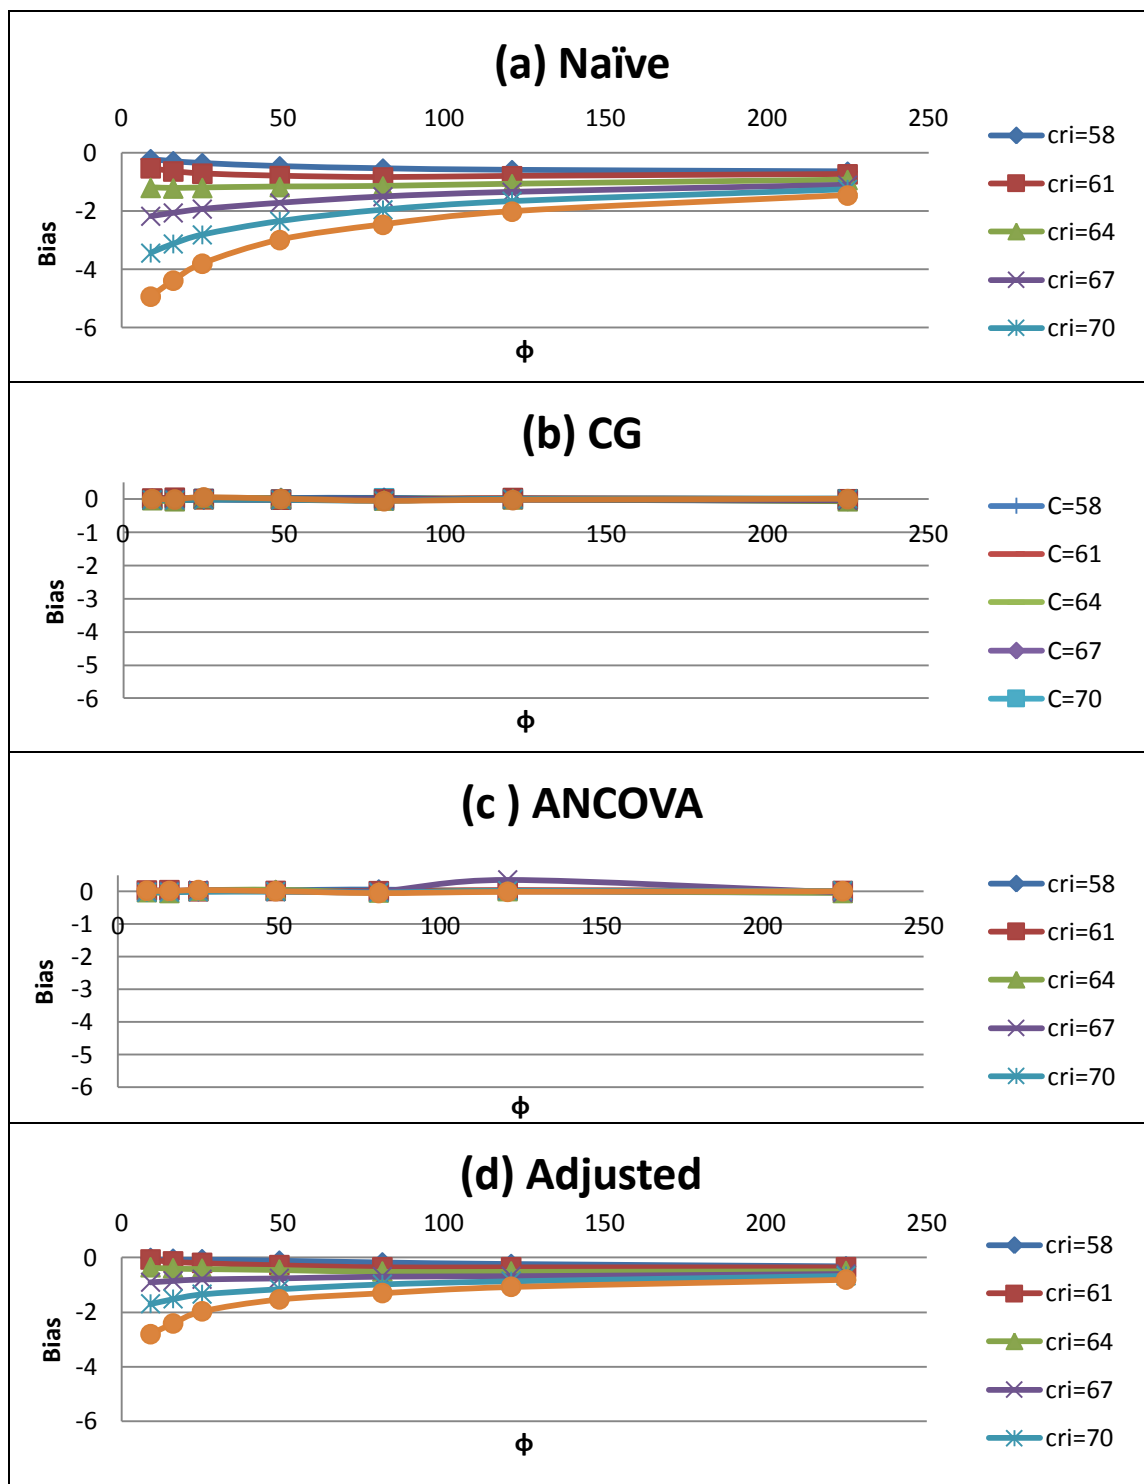 (a) Naïve
0 50 100 150 200 250
0
-2
-4
-6
Bias
ф
cri=58
cri=61
cri=64
cri=67
cri=70
(b) CG
0
-1
-2
-3
-4
-5
-6
0 50 100 150 200 250
Bias
ф
C=58
C=61
C=64
C=67
C=70
(c ) ANCOVA
0
-1
-2
-3
-4
-5
-6
0 50 100 150 200 250
Bias
ф
cri=58
cri=61
cri=64
cri=67
cri=70
(d) Adjusted
0 50 100 150 200 250
0
-2
-4
-6
Bias
ф
cri=58
cri=61
cri=64
cri=67
cri=70